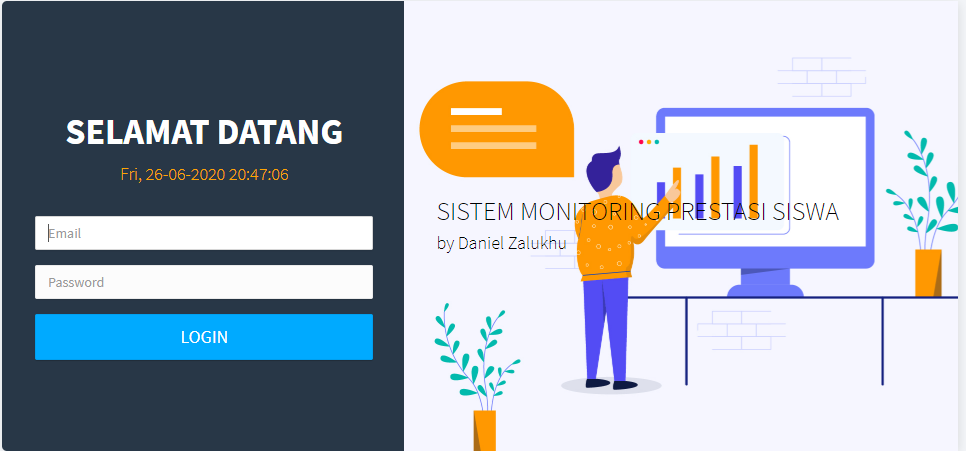 SELAMAT DATANG
Fri, 26-06-2020 20:47:06
Email
Password
LOGIN
SISTEM MONITORING PRESTASI SISWA
by Daniel Zalukhu